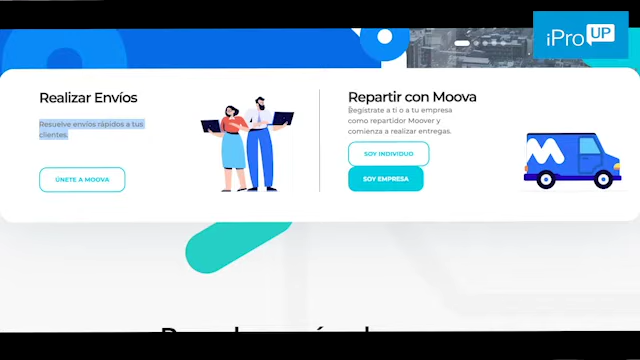 iProUP
Realizar Envíos
Resuelve envíos rápidos a tus
clientes.
ÚNETE A MOOVA
Repartir con Moova
Regístrate a ti o a tu empresa
como repartidor Moover y
comienza a realizar entregas.
SOY INDIVIDUO
SOY EMPRESA